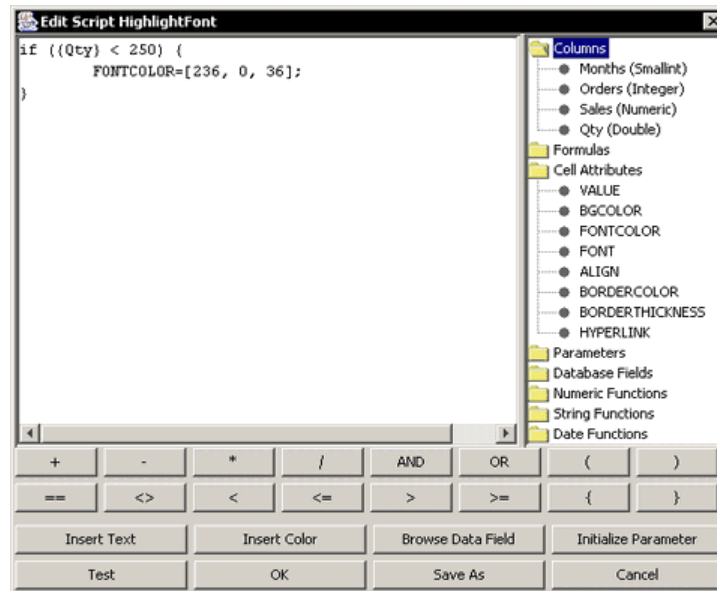 Edit Script HighlightFont
if ({Qty} < 250) {
FONTCOLOR=[236, 0, 36];
}
Columns
Months (Smallint)
Orders (Integer)
Sales (Numeric)
Qty (Double)
Formulas
Cell Attributes
VALUE
BGCOLOR
FONTCOLOR
FONT
ALIGN
BORDERCOLOR
BORDERTHICKNESS
HYPERLINK
Parameters
Database Fields
Numeric Functions
String Functions
Date Functions
+ - * / AND OR ( )
== <> < <= > >= { }
Insert Text Insert Color Browse Data Field Initialize Parameter
Test OK Save As Cancel